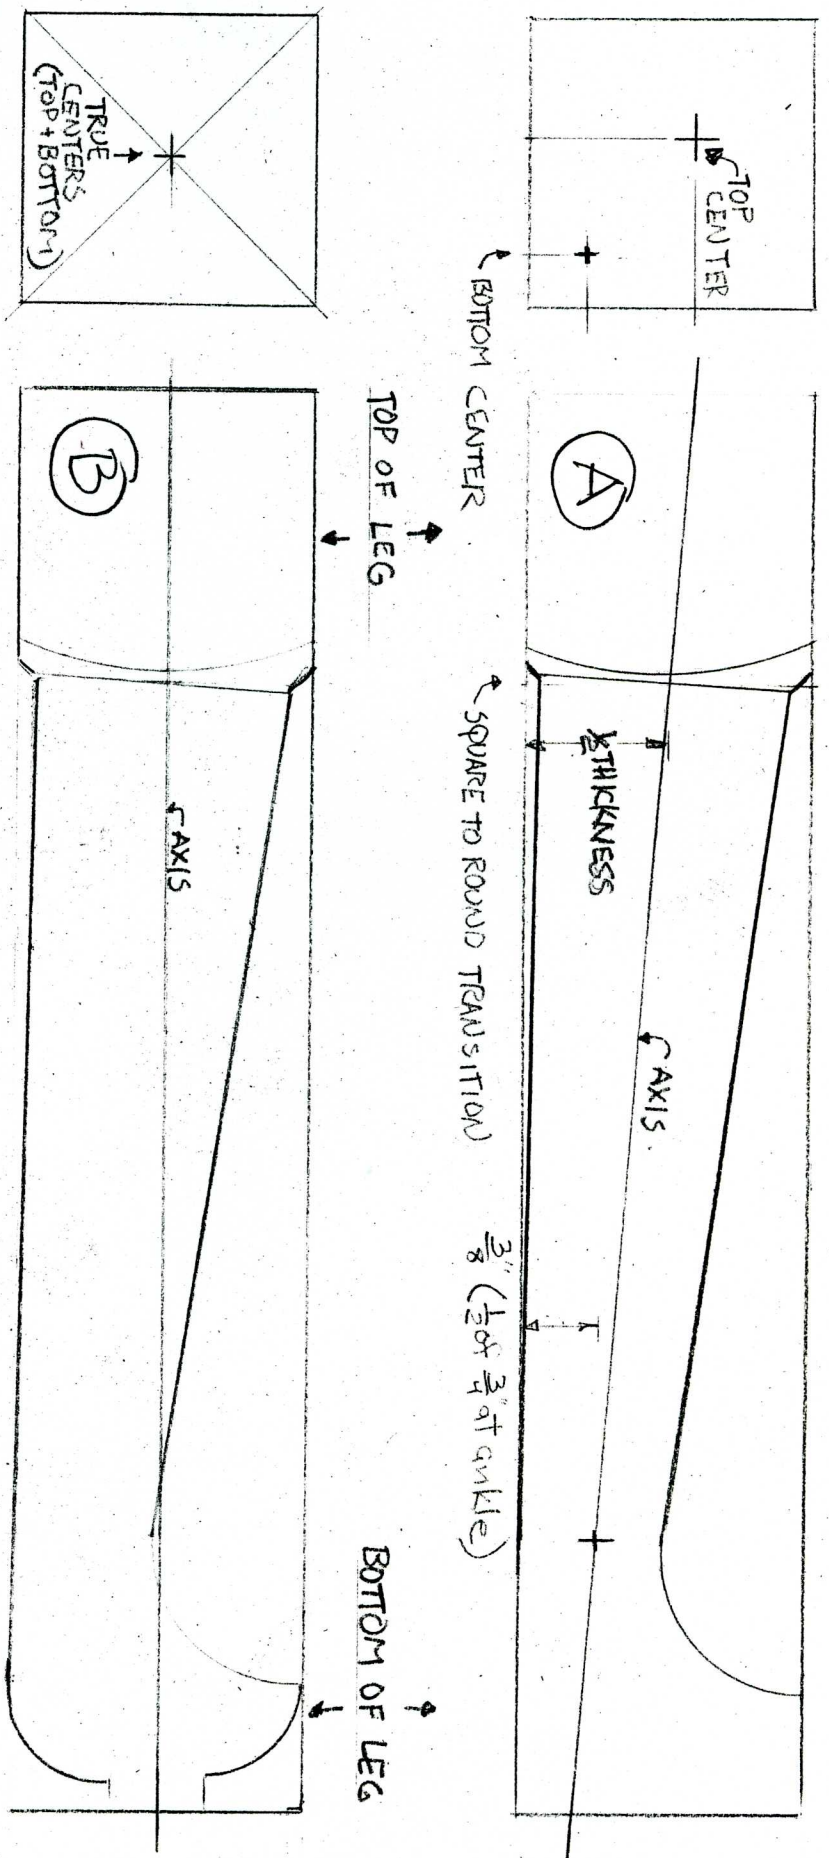 TOP
CENTER
BOTTOM CENTER
A
1/2 THICKNESS
AXIS
SQUARE TO ROUND TRANSITION
3/8" (1/2 of 3/4" at ankle)
TOP OF LEG
BOTTOM OF LEG
TRUE
CENTERS
(TOP + BOTTOM)
B
AXIS